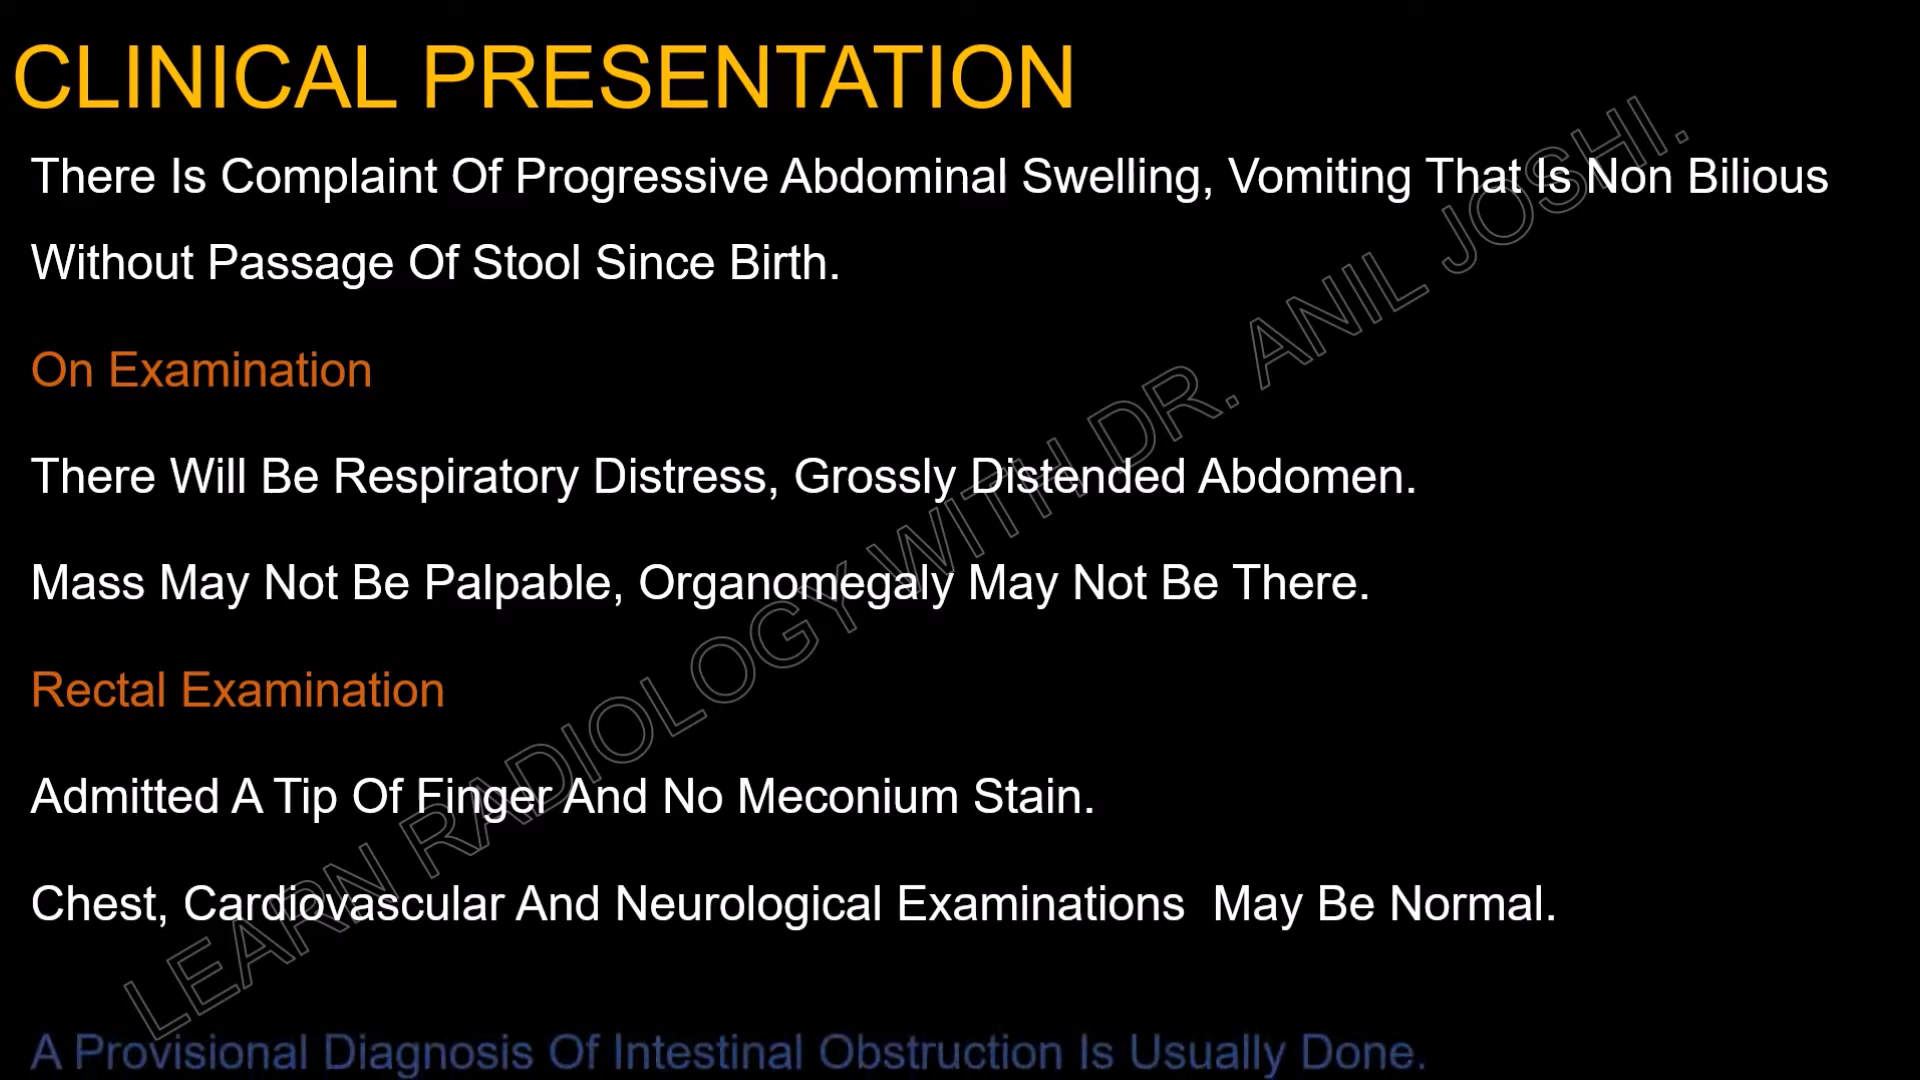 CLINICAL PRESENTATION
There Is Complaint Of Progressive Abdominal Swelling, Vomiting That Is Non Bilious
Without Passage Of Stool Since Birth.
On Examination
There Will Be Respiratory Distress, Grossly Distended Abdomen.
Mass May Not Be Palpable, Organomegaly May Not Be There.
Rectal Examination
Admitted A Tip Of Finger And No Meconium Stain.
Chest, Cardiovascular And Neurological Examinations  May Be Normal.
A Provisional Diagnosis Of Intestinal Obstruction Is Usually Done.
LEARN RADIOLOGY WITH DR. ANIL JOSHI.